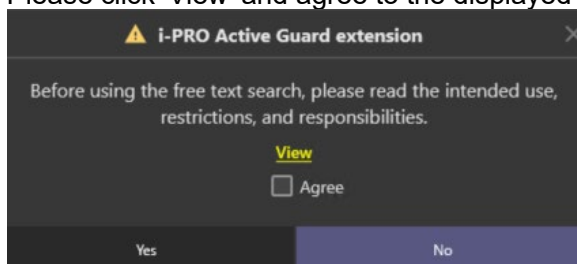 Please click 'View' and agree to the displayed
i-PRO Active Guard extension
Before using the free text search, please read the intended use,
restrictions, and responsibilities.
View
Agree
Yes
No